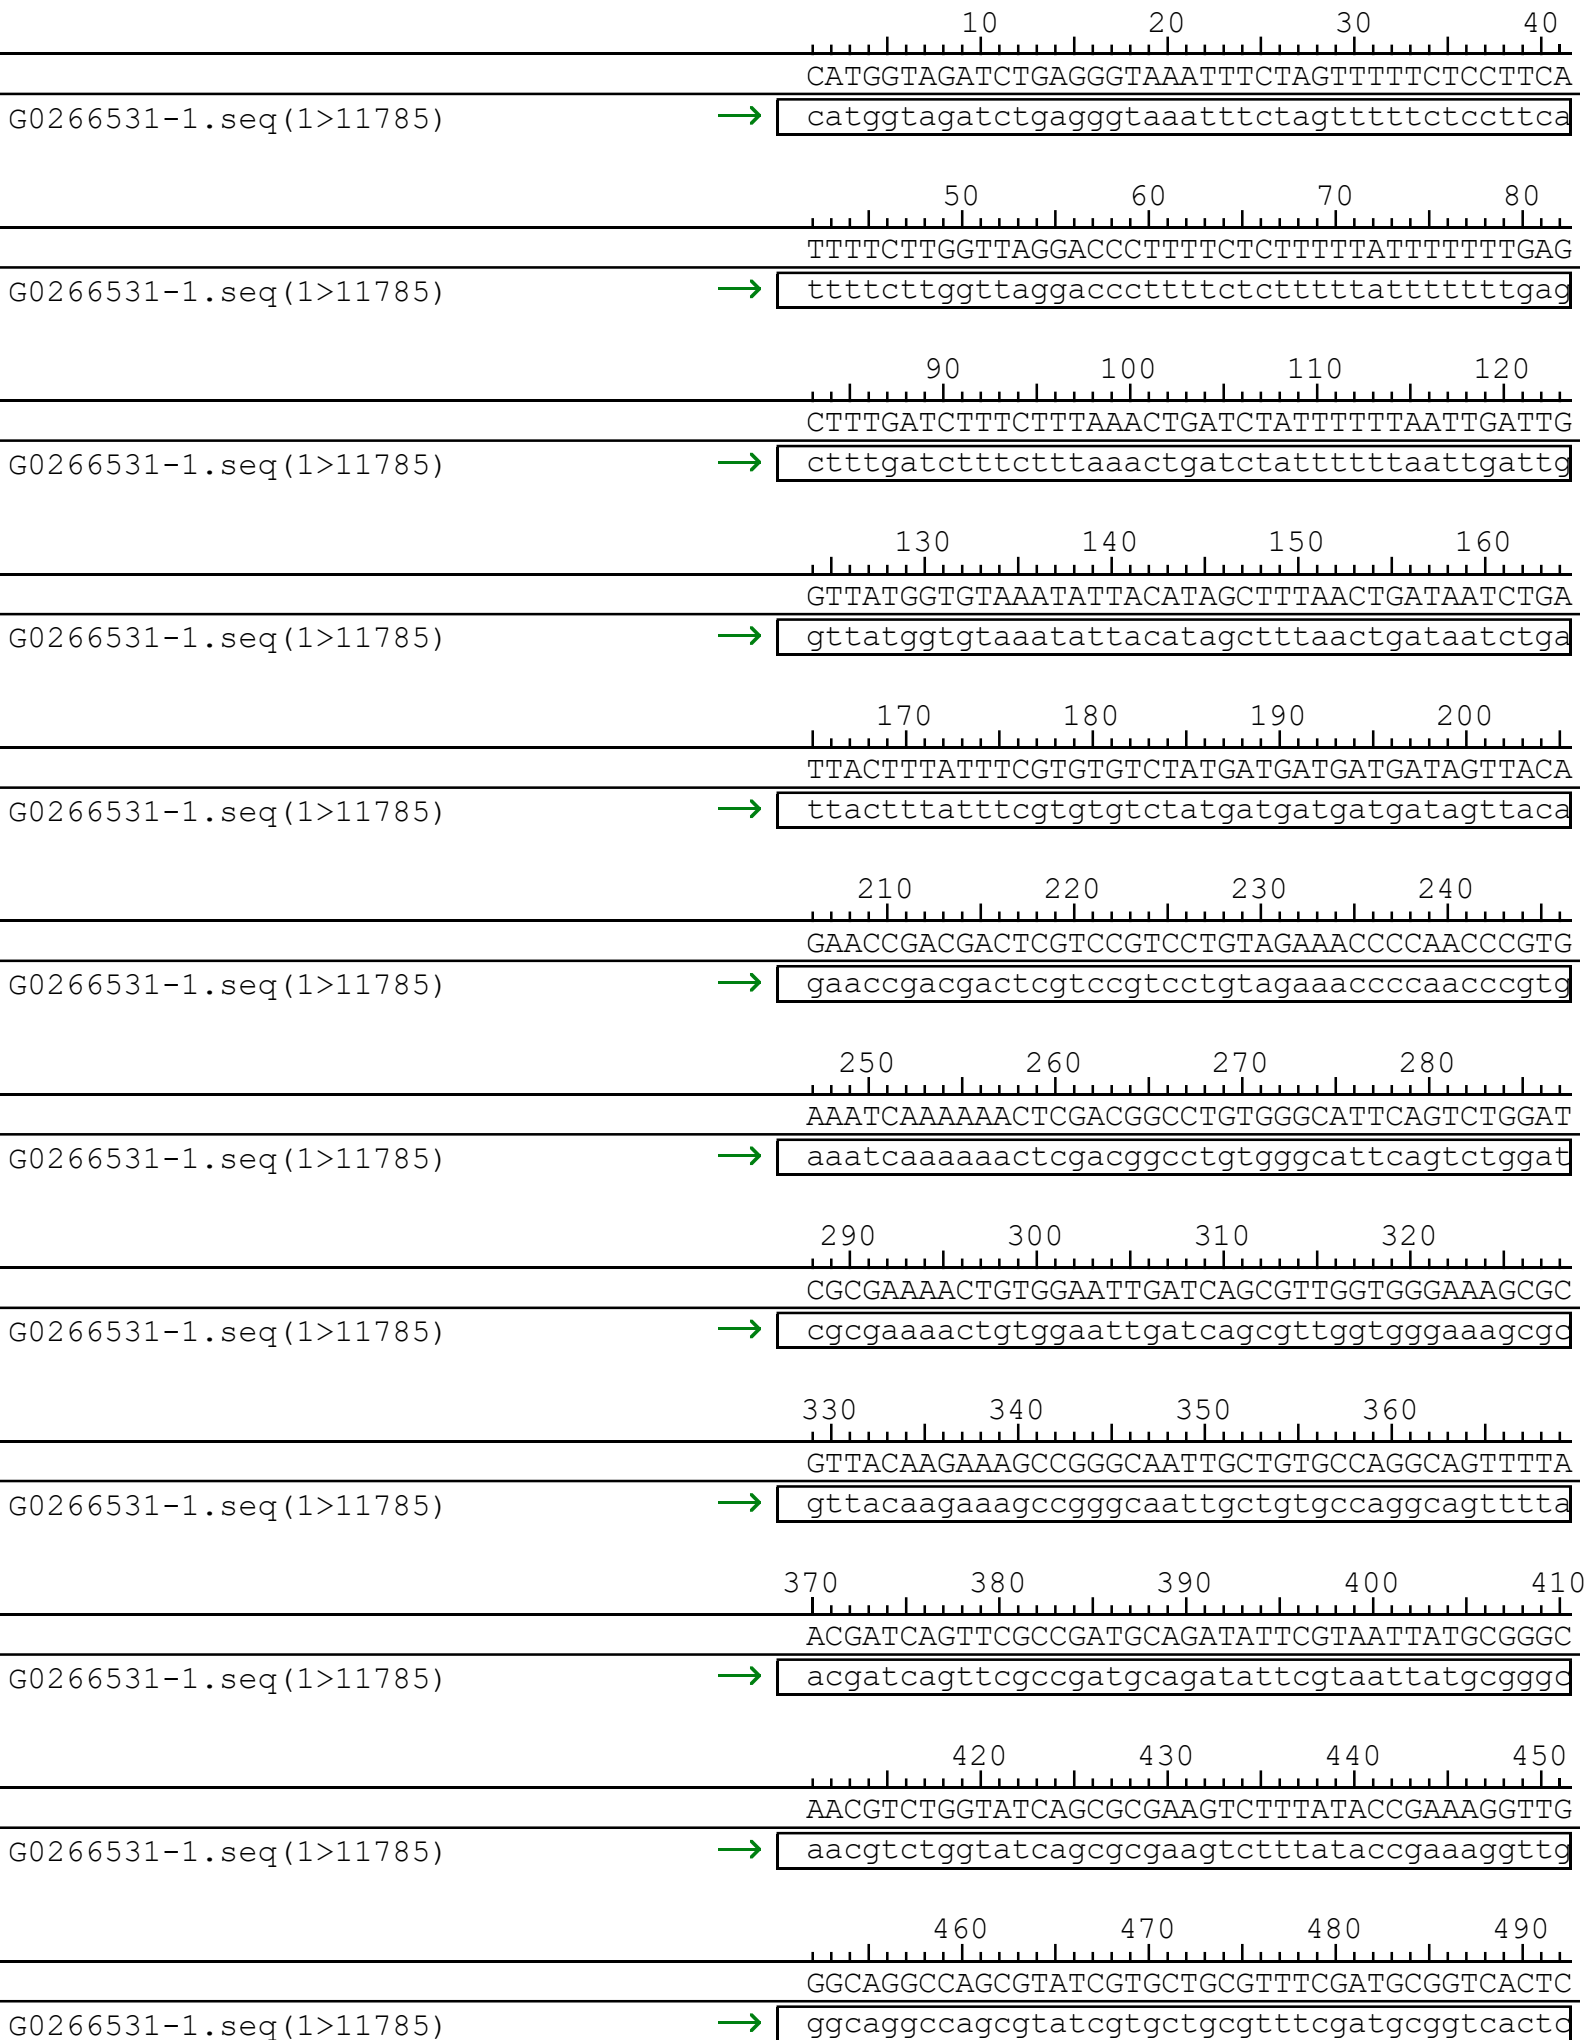 10 20 30 40
CATGGTAGATCTGAGGGTAAATTTCTAGTTTTTCTCCTTCA
G0266531-1.seq(1>11785) → catggtagatctgagggtaaatttctagtttttctccttca
50 60 70 80
TTTTCTTGGTTAGGACCCTTTTCTCTTTTTATTTTTTTGAG
G0266531-1.seq(1>11785) → ttttcttggttaggacccttttctctttttatttttttgag
90 100 110 120
CTTTGATCTTTCTTTAAACTGATCTATTTTTTAATTGATTG
G0266531-1.seq(1>11785) → ctttgatctttctttaaactgatctattttttaattgattg
130 140 150 160
GTTATGGTGTAAATATTACATAGCTTTAACTGATAATCTGA
G0266531-1.seq(1>11785) → gttatggtgtaaatattacatagctttaactgataatctga
170 180 190 200
TTACTTTATTTCGTGTGTCTATGATGATGATGATAGTTACA
G0266531-1.seq(1>11785) → ttactttatttcgtgtgtctatgatgatgatgatagttaca
210 220 230 240
GAACCGACGACTCGTCCGTCCTGTAGAAACCCCAACCCGTG
G0266531-1.seq(1>11785) → gaaccgacgactcgtccgtcctgtagaaaccccaacccgtg
250 260 270 280
AAATCAAAAAACTCGACGGCCTGTGGGCATTCAGTCTGGAT
G0266531-1.seq(1>11785) → aaatcaaaaaactcgacggcctgtgggcattcagtctggat
290 300 310 320
CGCGAAAACTGTGGAATTGATCAGCGTTGGTGGGAAAGCGC
G0266531-1.seq(1>11785) → cgcgaaaactgtggaattgatcagcgttggtgggaaagcgc
330 340 350 360
GTTACAAGAAAGCCGGGCAATTGCTGTGCCAGGCAGTTTTA
G0266531-1.seq(1>11785) → gttacaagaaagccgggcaattgctgtgccaggcagtttta
370 380 390 400 410
ACGATCAGTTCGCCGATGCAGATATTCGTAATTATGCGGGC
G0266531-1.seq(1>11785) → acgatcagttcgccgatgcagatattcgtaattatgcgggc
420 430 440 450
AACGTCTGGTATCAGCGCGAAGTCTTTATACCGAAAGGTTG
G0266531-1.seq(1>11785) → aacgtctggtatcagcgcgaagtctttataccgaaaggttg
460 470 480 490
GGCAGGCCAGCGTATCGTGCTGCGTTTCGATGCGGTCACTC
G0266531-1.seq(1>11785) → ggcaggccagcgtatcgtgctgcgtttcgatgcggtcactc